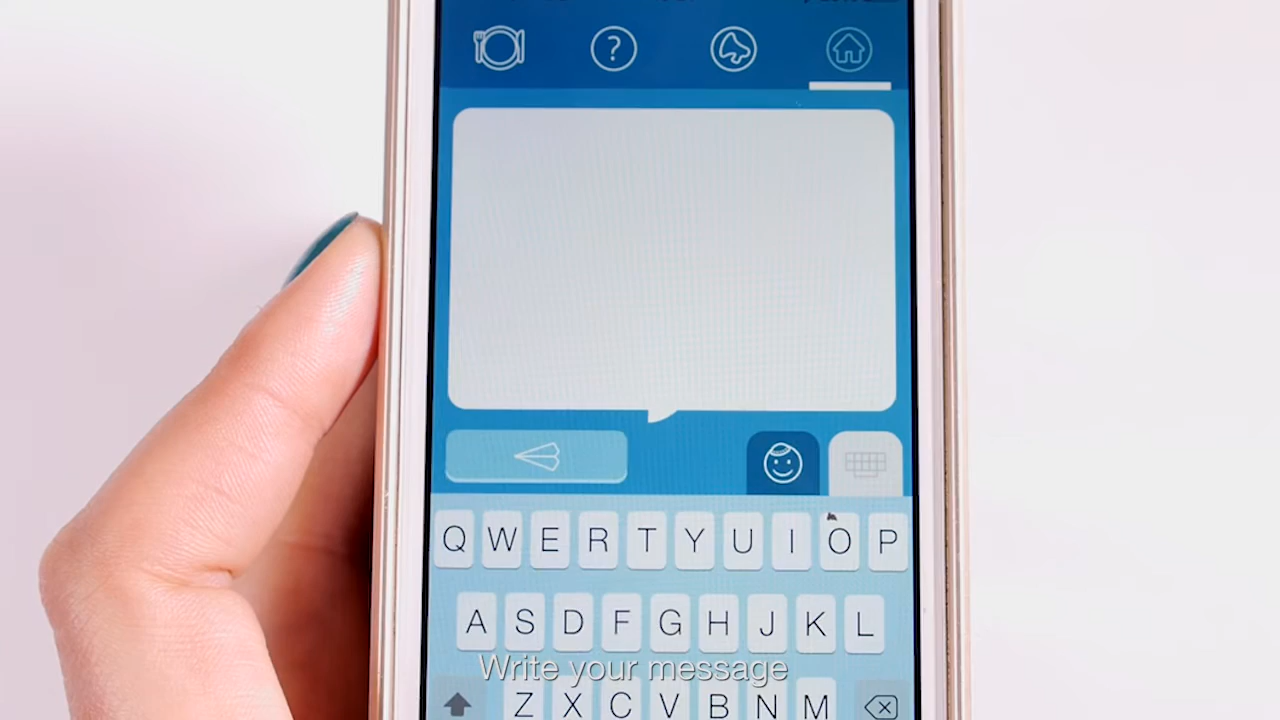 ?
Q W E R T Y U I O P
A S D F G H J K L
Write your message
Z X C V B N M